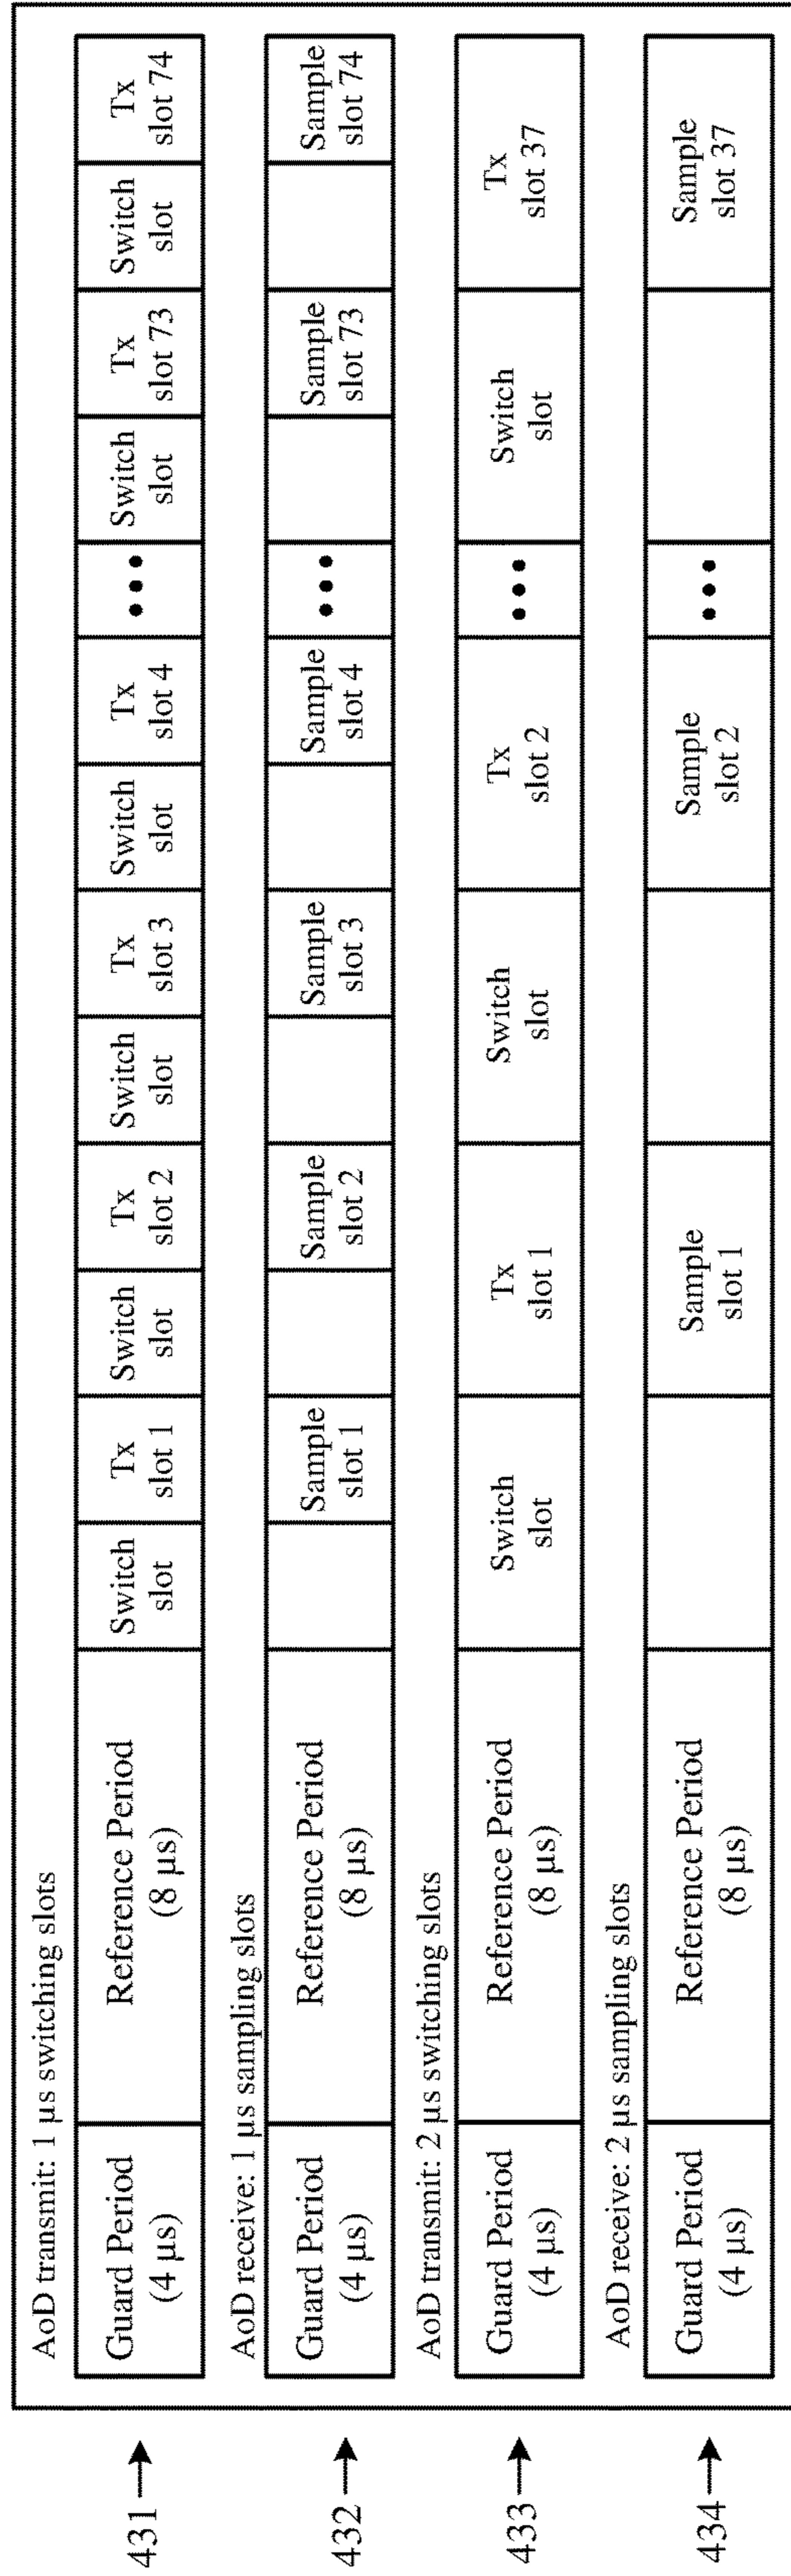 AoD transmit: 1 μs switching slots
431
Guard Period
(4 μs)
Reference Period
(8 μs)
Switch
slot
Tx
slot 1
Switch
slot
Tx
slot 2
Switch
slot
Tx
slot 3
Switch
slot
Tx
slot 4
•••
Switch
slot
Tx
slot 73
Switch
slot
Tx
slot 74
AoD receive: 1 μs sampling slots
432
Guard Period
(4 μs)
Reference Period
(8 μs)
Sample
slot 1
Sample
slot 2
Sample
slot 3
Sample
slot 4
•••
Sample
slot 73
Sample
slot 74
AoD transmit: 2 μs switching slots
433
Guard Period
(4 μs)
Reference Period
(8 μs)
Switch
slot
Tx
slot 1
Switch
slot
Tx
slot 2
•••
Switch
slot
Tx
slot 37
AoD receive: 2 μs sampling slots
434
Guard Period
(4 μs)
Reference Period
(8 μs)
Sample
slot 1
Sample
slot 2
•••
Sample
slot 37